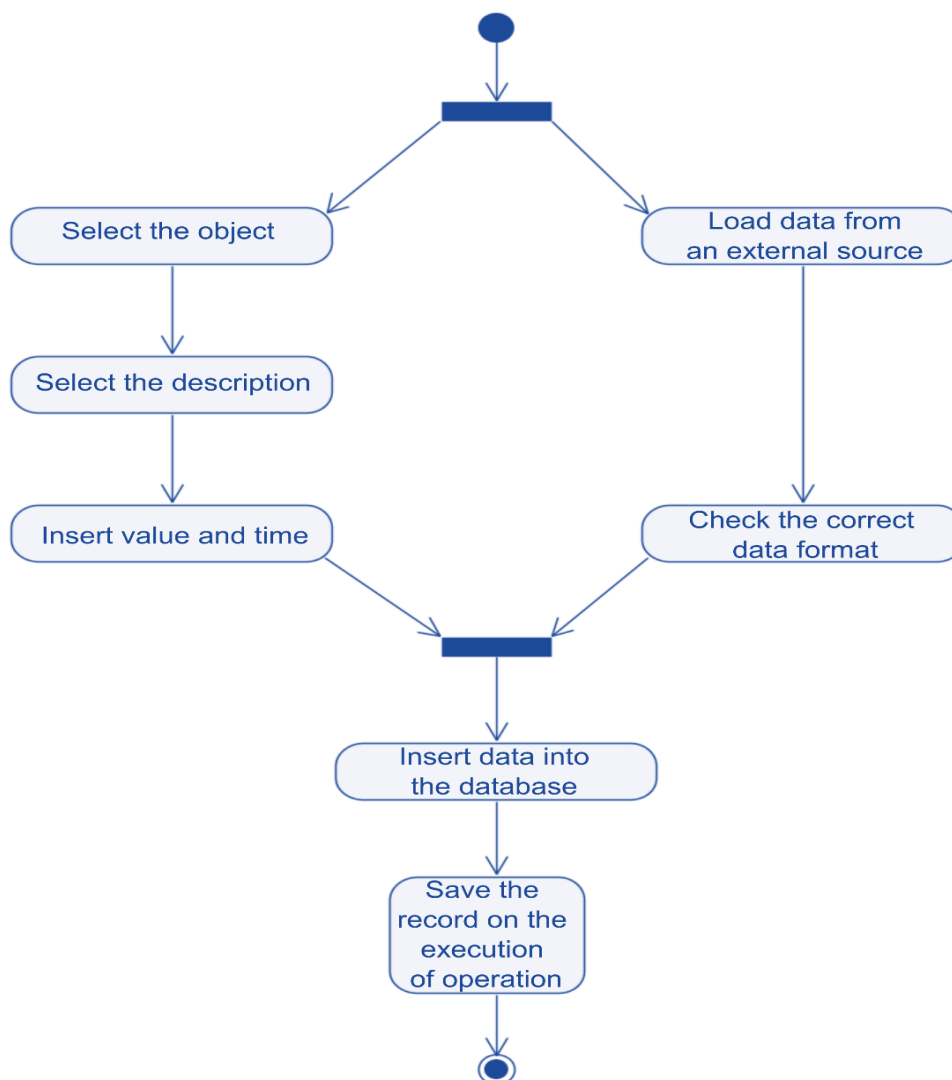 Select the object
Load data from
an external source
Select the description
Insert value and time
Check the correct
data format
Insert data into
the database
Save the
record on the
execution
of operation